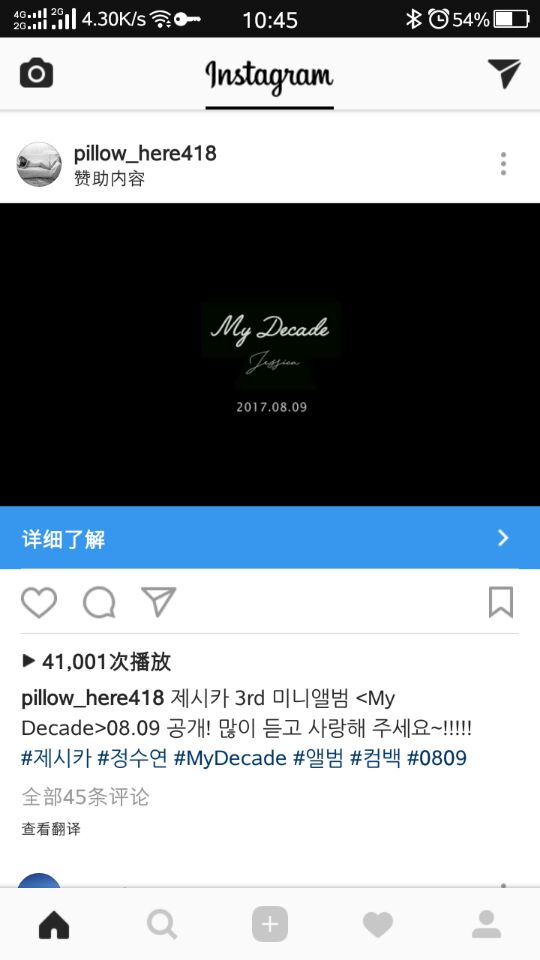 4G 2G 2G 4.30K/s 10:45 54%
Instagram
pillow_here418
赞助内容
My Decade
Jessica
2017.08.09
详细了解
41,001次播放
pillow_here418 제시카 3rd 미니앨범 <My
Decade>08.09 공개! 많이 듣고 사랑해 주세요~!!!!!
#제시카 #정수연 #MyDecade #앨범 #컴백 #0809
全部45条评论
查看翻译